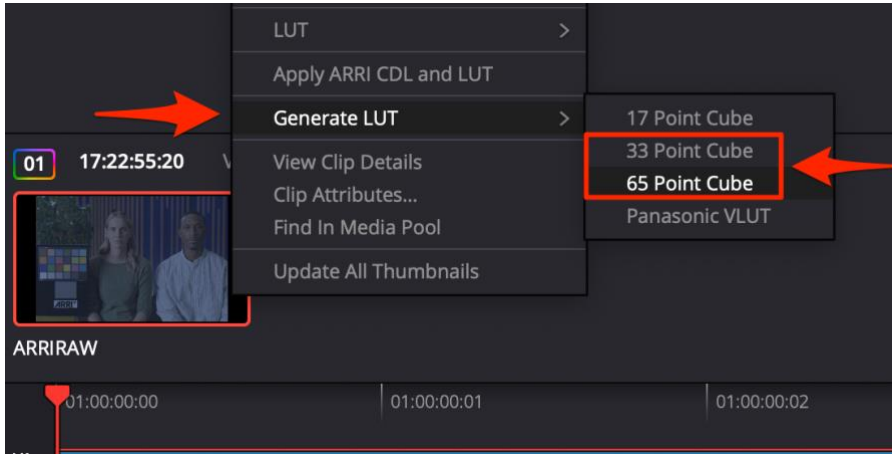 LUT >
Apply ARRI CDL and LUT
Generate LUT >
17 Point Cube
33 Point Cube
65 Point Cube
Panasonic VLUT
View Clip Details
Clip Attributes...
Find In Media Pool
Update All Thumbnails
01 17:22:55:20 V
ARRI
ARRIRAW
01:00:00:00 01:00:00:01 01:00:00:02